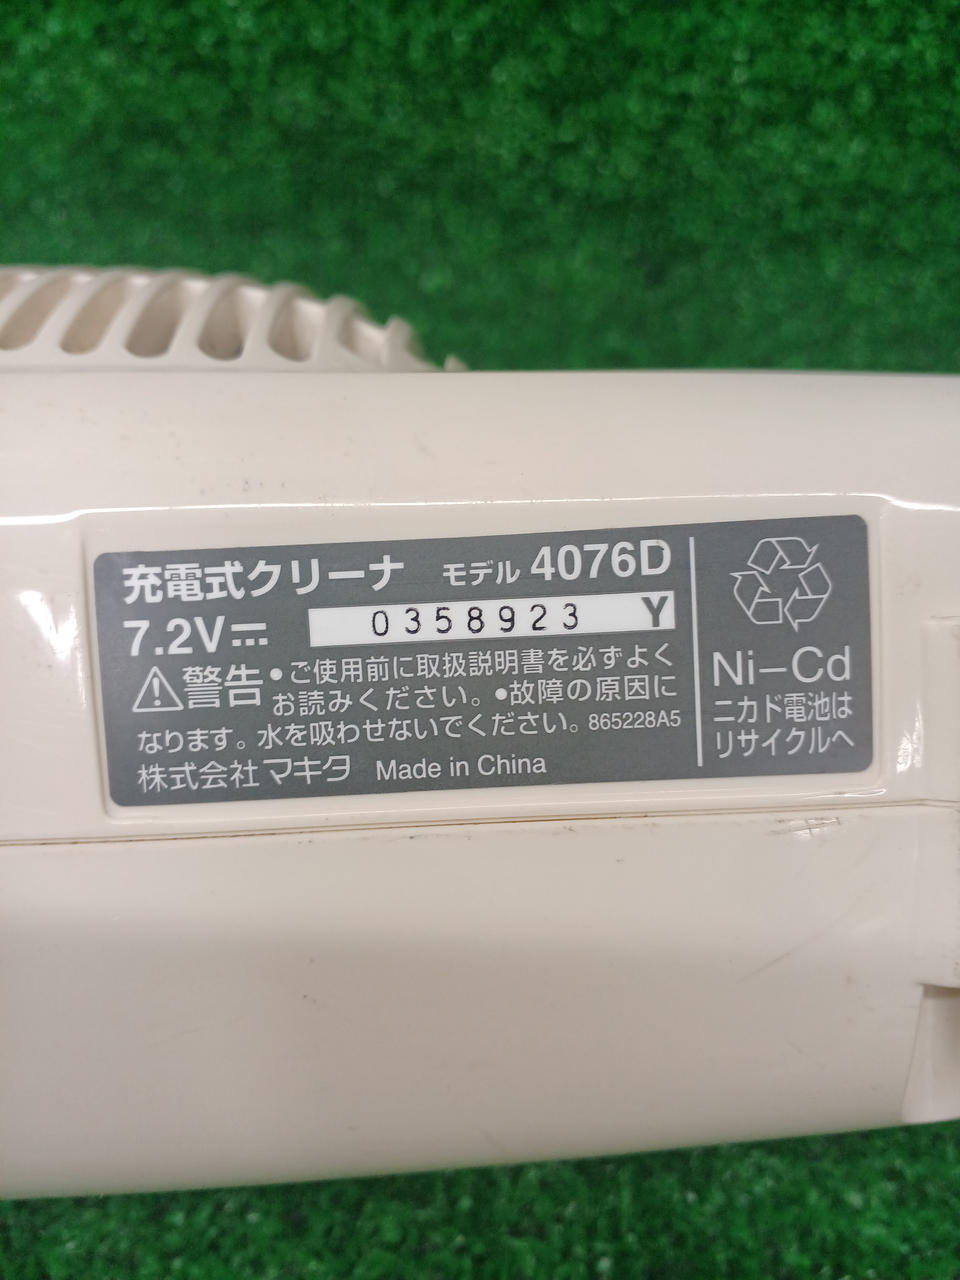 充電式クリーナ モデル 4076D
7.2V⎓ 0358923 Y
⚠警告 •ご使用前に取扱説明書を必ずよく
お読みください。•故障の原因に
なります。水を吸わせないでください。865228A5
株式会社マキタ Made in China
Ni−Cd
ニカド電池は
リサイクルへ